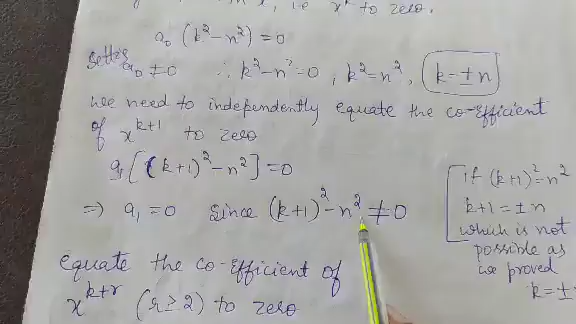 to zero.
a₀ (k²-n²) = 0
setting a₀ ≠ 0 ∴ k²-n²=0 , k²=n², k=±n
we need to independently equate the co-efficient
of x^{k+1} to zero
a₁[(k+1)²-n²]=0
⇒ a₁=0 since (k+1)²-n² ≠ 0
if (k+1)²=n²
k+1=±n
which is not
possible as
we proved
k=±
equate the co-efficient of
x^{k+r} (r≥2) to zero